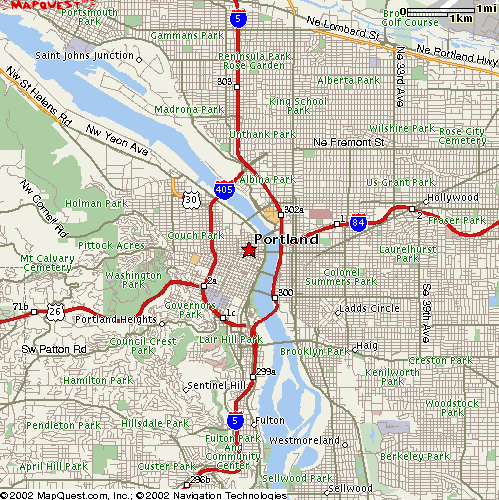 MAPQUEST
Portsmouth Park
5
0
1mi
1km
Golf Course
Gammans Park
Ne Lombard St
Saint Johns Junction
Peninsula Park
Rose Garden
Ne Portland Hwy
303
Alberta Park
Ne 33rd Ave
Nw St Helens Rd
Madrona Park
King School
Park
Unthank Park
Wilshire Park
Rose City
Cemetery
Nw Yaon Ave
Ne Fremont St
Albina Park
Us Grant Park
405
30
Hollywood
Nw Cornell Rd
Holman Park
302a
1
84
2
Fraser Park
Couch Park
Portland
Pittock Acres
Laurelhurst
Park
Mt Calvary
Cemetery
Washington
Park
Colonel
Summers Park
2a
300
Se 39th Ave
71b
26
Governors
Park
1c
Ladds Circle
Portland Heights
Sw Patton Rd
Council Crest
Park
Lair Hill Park
Brooklyn Park
Haig
Creston Park
299a
Kenilworth
Park
Hamilton Park
Sentinel Hill
Woodstock
Park
5
Fulton
Pendleton Park
Hillsdale Park
Fulton Park
And
Community
Center
Westmoreland
Berkeley Park
April Hill Park
Custer Park
Sellwood Park
298b
Sellwood
©2002 MapQuest.com, Inc.; ©2002 Navigation Technologies